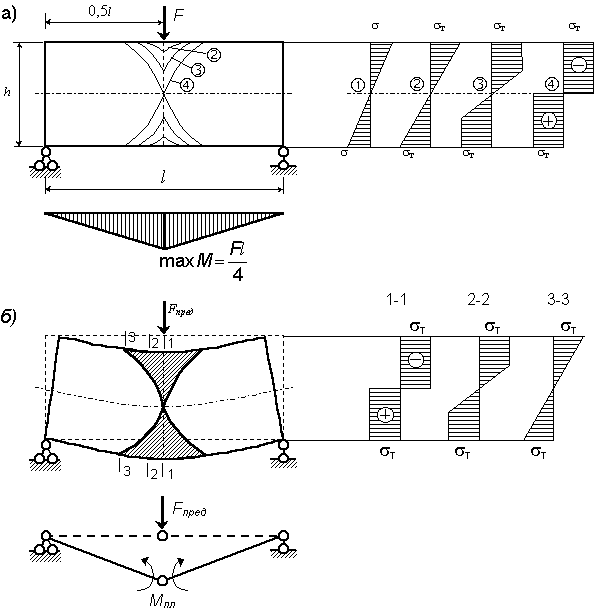 а)
0,5l
F
σ σт σт σт
②
③
④
h
① ② ③ ④
−
+
σ σт σт σт
l
max M = Fl/4
б)
Fпред
1-1 2-2 3-3
σт σт σт
3 2 1
−
+
3 2 1
σт σт σт
Fпред
Mпл